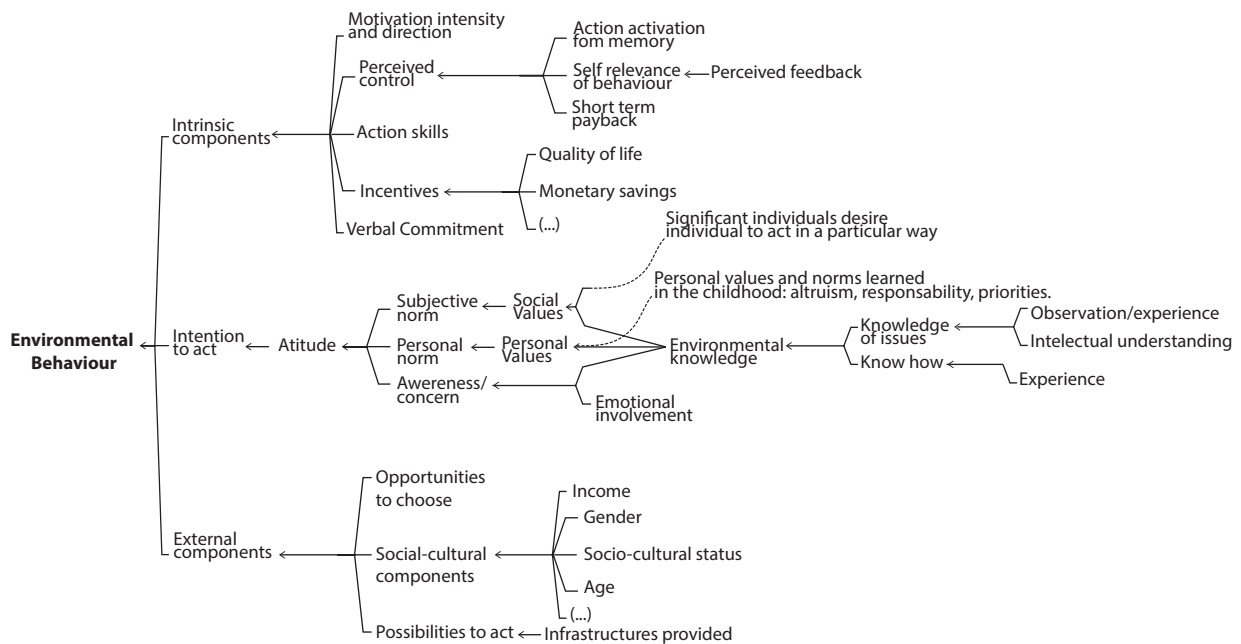 Motivation intensity
and direction
Perceived
control
Action activation
fom memory
Self relevance
of behaviour
Perceived feedback
Short term
payback
Intrinsic
components
Action skills
Incentives
Quality of life
Monetary savings
(...)
Verbal Commitment
Significant individuals desire
individual to act in a particular way
Personal values and norms learned
in the childhood: altruism, responsability, priorities.
Environmental
Behaviour
Intention
to act
Atitude
Subjective
norm
Social
Values
Personal
norm
Personal
Values
Awereness/
concern
Emotional
involvement
Environmental
knowledge
Knowledge
of issues
Observation/experience
Intelectual understanding
Know how
Experience
External
components
Opportunities
to choose
Social-cultural
components
Income
Gender
Socio-cultural status
Age
(...)
Possibilities to act
Infrastructures provided